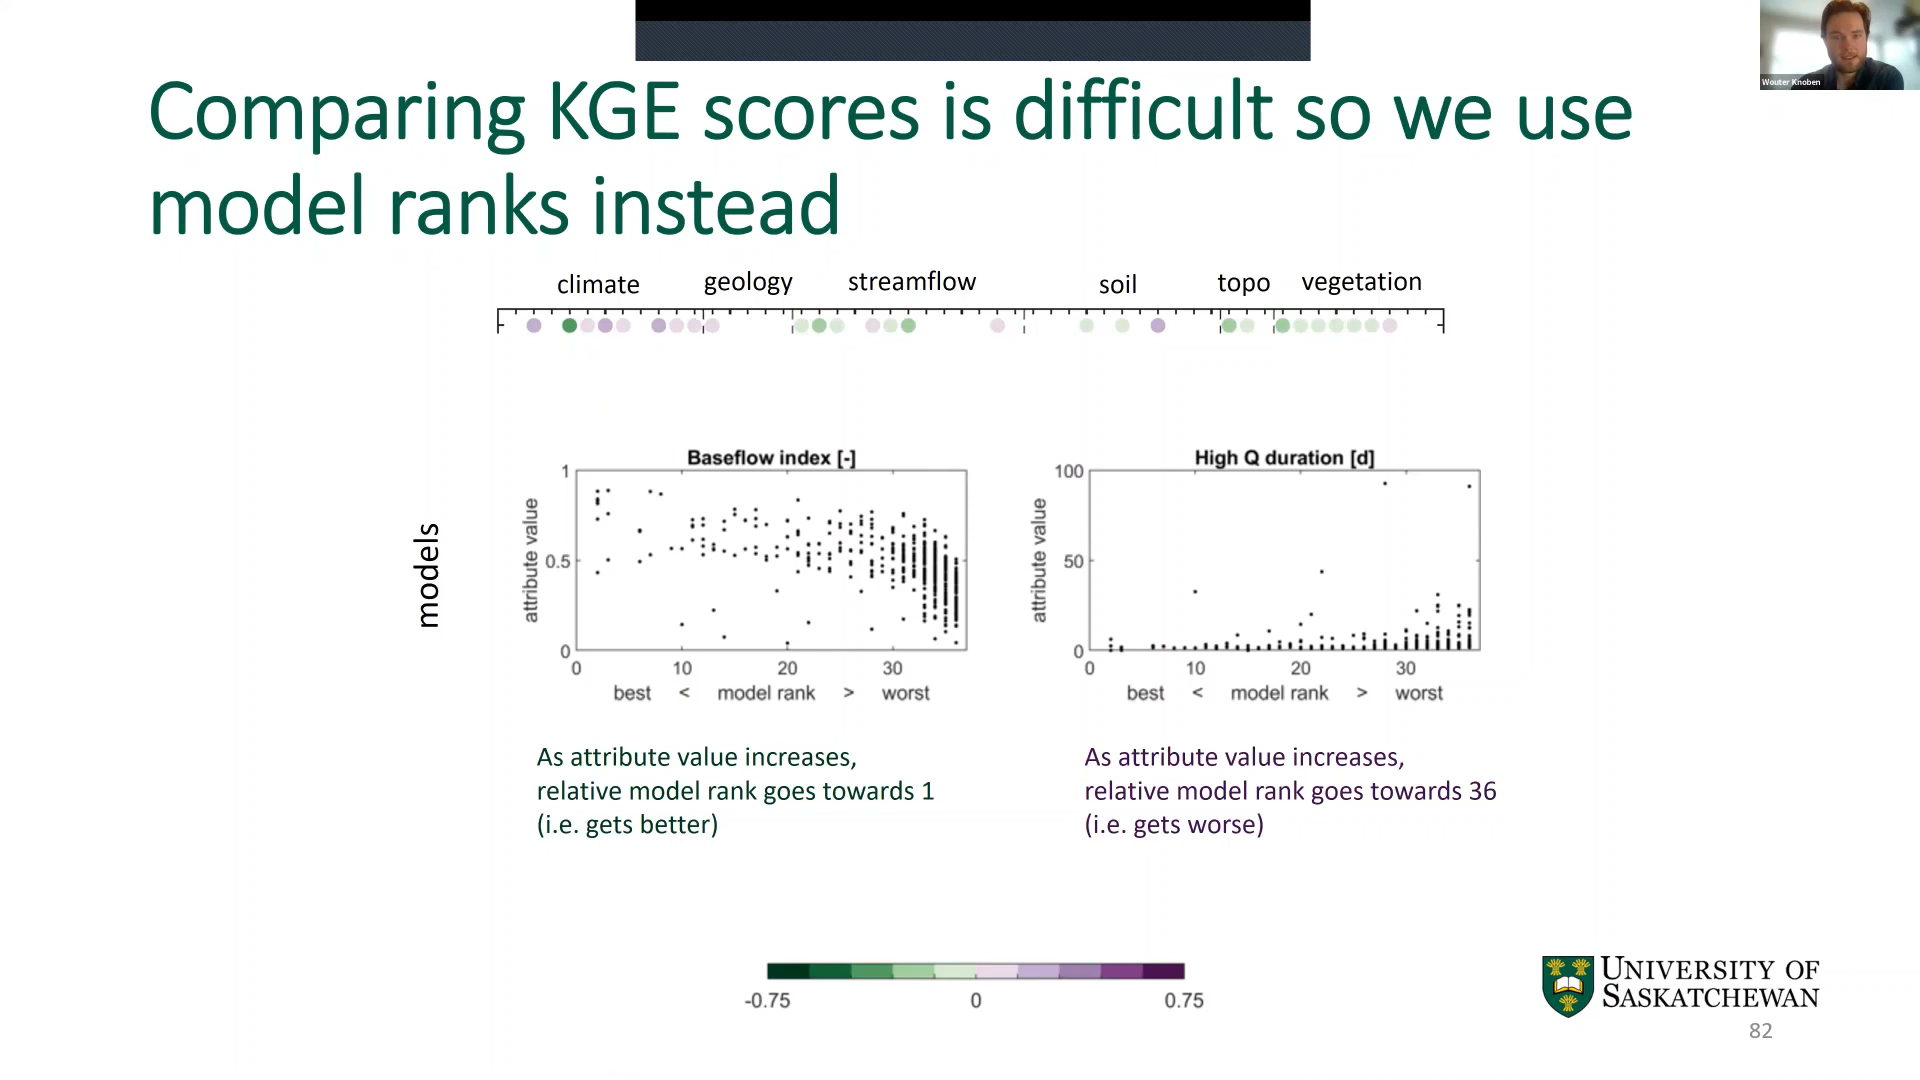 Wouter Knoben
Comparing KGE scores is difficult so we use
model ranks instead
climate geology streamflow soil topo vegetation
models
Baseflow index [-]
attribute value
1
0.5
0
0 10 20 30
best < model rank > worst
High Q duration [d]
attribute value
100
50
0
0 10 20 30
best < model rank > worst
As attribute value increases,
relative model rank goes towards 1
(i.e. gets better)
As attribute value increases,
relative model rank goes towards 36
(i.e. gets worse)
-0.75 0 0.75
UNIVERSITY OF
SASKATCHEWAN
82